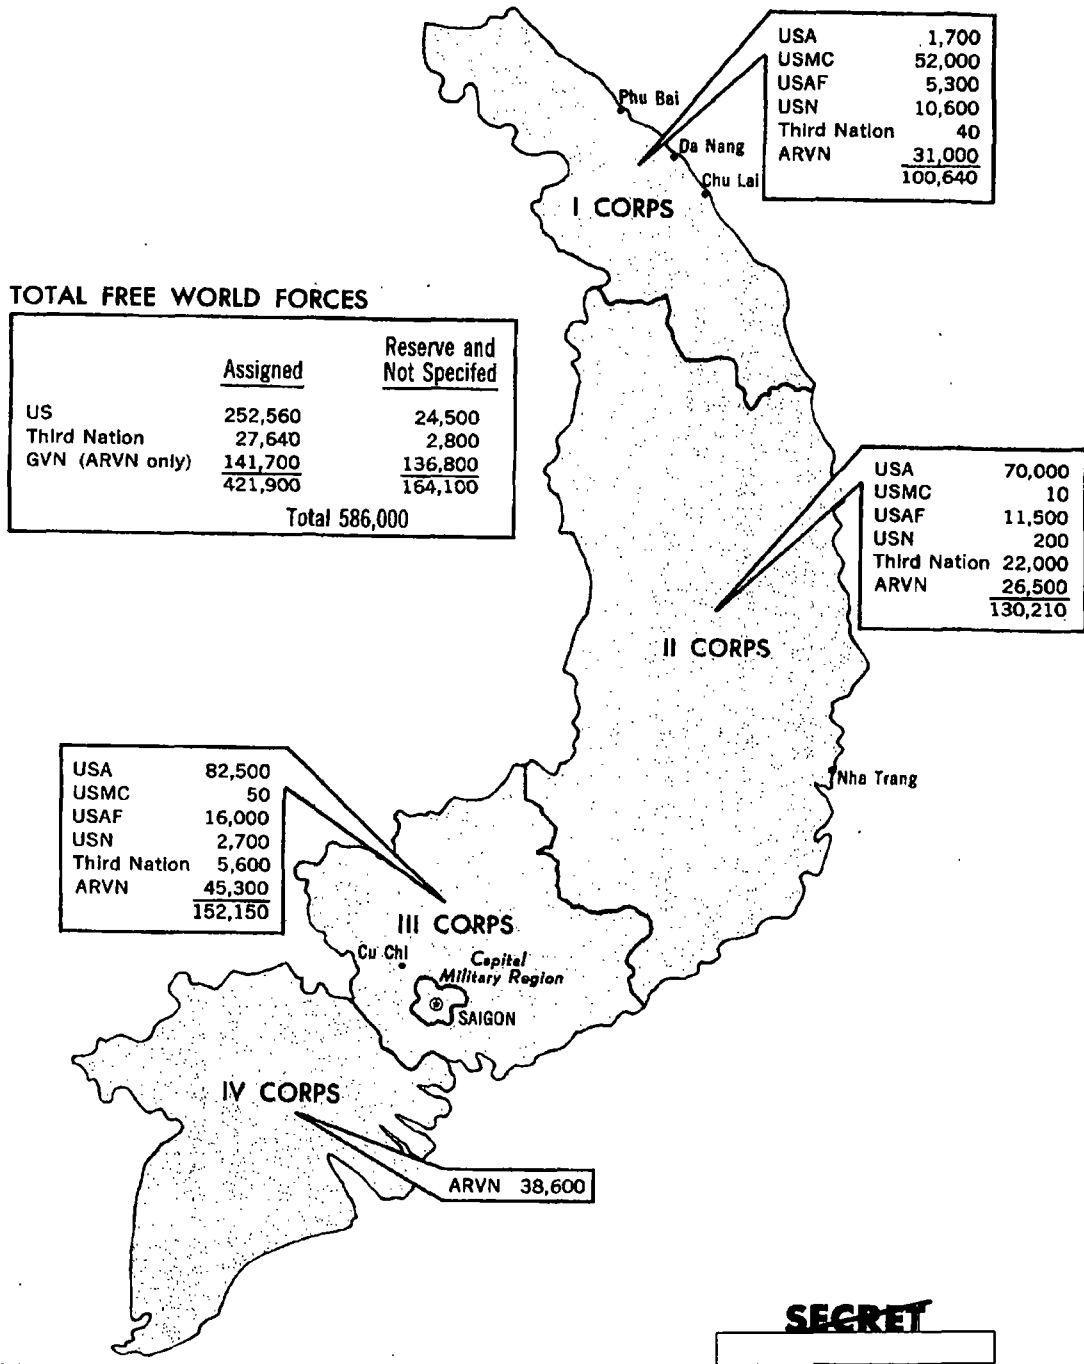 USA 1,700
USMC 52,000
USAF 5,300
USN 10,600
Third Nation 40
ARVN 31,000
100,640
Phu Bai
Da Nang
Chu Lai
I CORPS
TOTAL FREE WORLD FORCES
Assigned Reserve and
Not Specifed
US 252,560 24,500
Third Nation 27,640 2,800
GVN (ARVN only) 141,700 136,800
421,900 164,100
Total 586,000
USA 70,000
USMC 10
USAF 11,500
USN 200
Third Nation 22,000
ARVN 26,500
130,210
II CORPS
Nha Trang
USA 82,500
USMC 50
USAF 16,000
USN 2,700
Third Nation 5,600
ARVN 45,300
152,150
III CORPS
Cu Chi
Capital
Military Region
SAIGON
IV CORPS
ARVN 38,600
SECRET